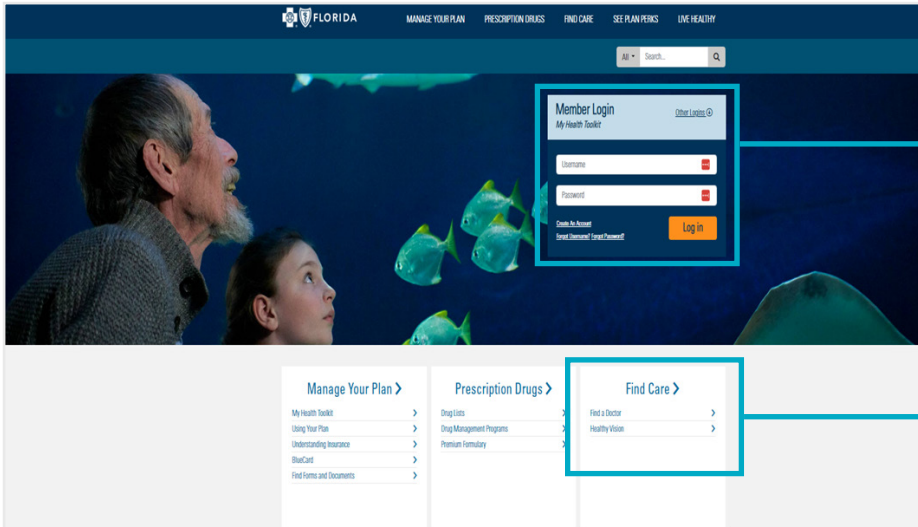 FLORIDA
MANAGE YOUR PLAN PRESCRIPTION DRUGS FIND CARE SEE PLAN PERKS LIVE HEALTHY
All Search...
Member Login
Other Logins
My Health Toolkit
Username
Password
Create An Account
Forgot Username? Forgot Password?
Log in
Manage Your Plan
My Health Toolkit
Using Your Plan
Understanding Insurance
BlueCard
Find Forms and Documents
Prescription Drugs
Drug Lists
Drug Management Programs
Premium Formulary
Find Care
Find a Doctor
Healthy Vision